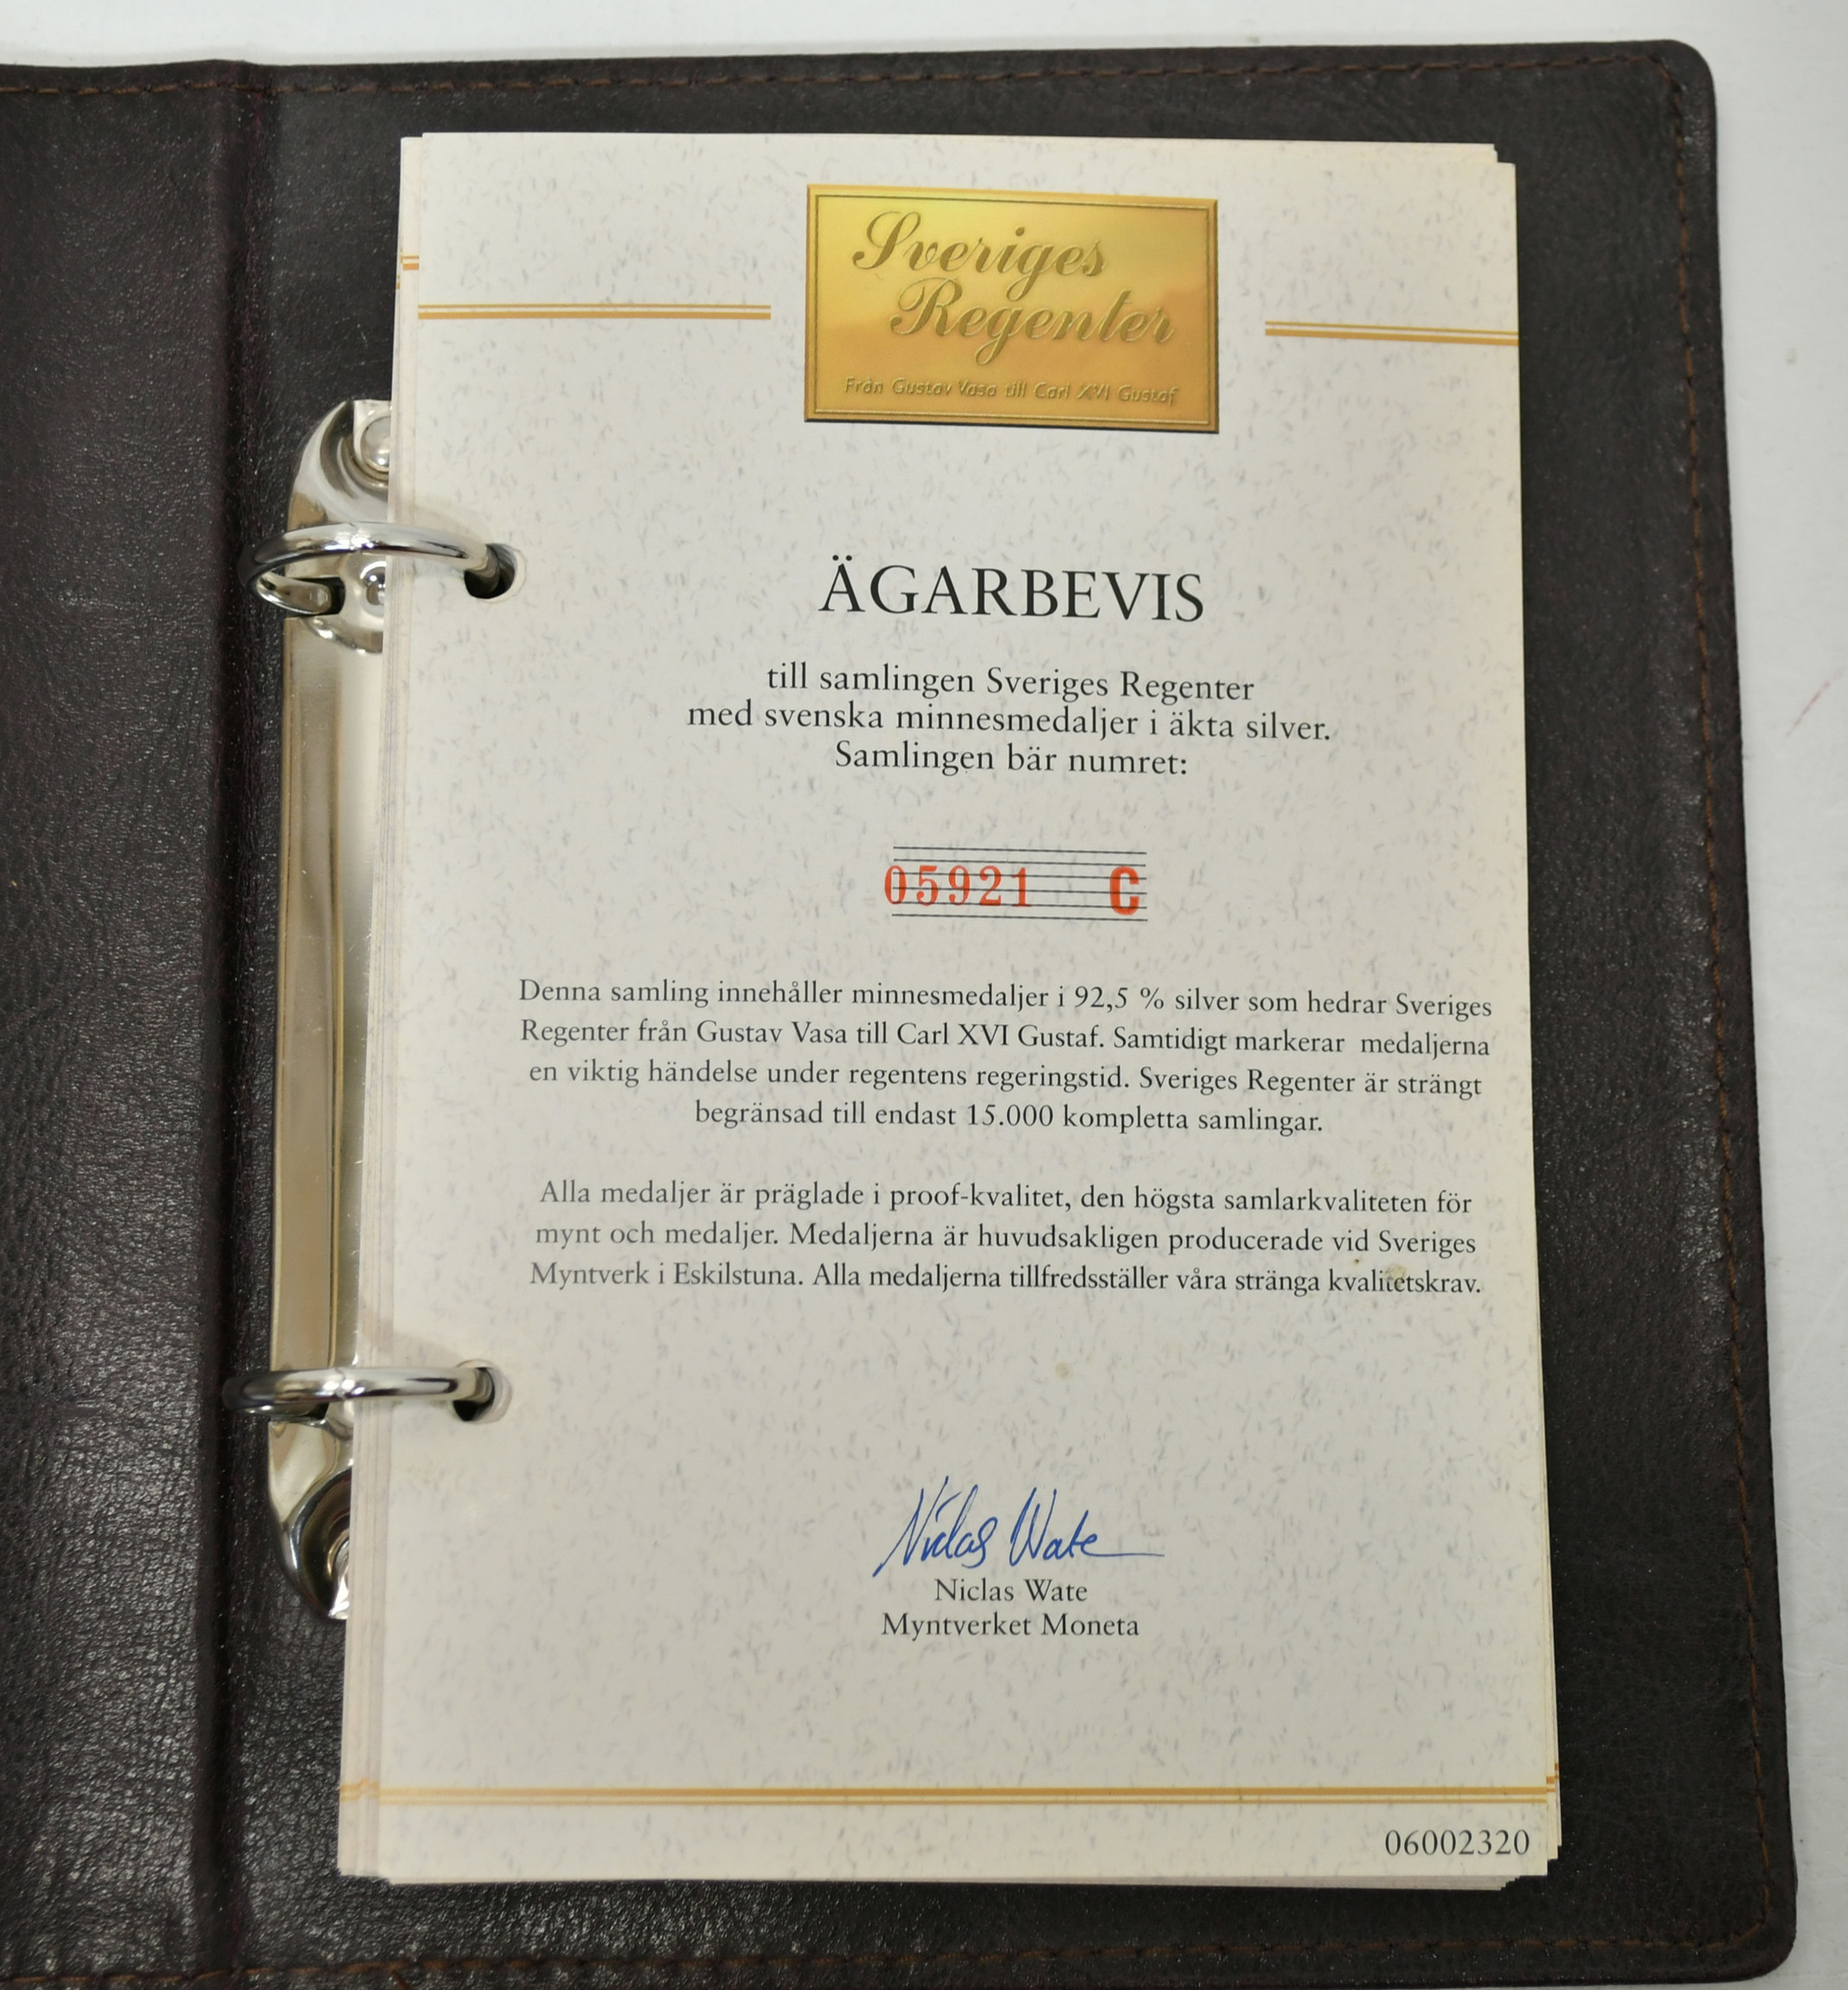 Sveriges
Regenter
Från Gustav Vasa till Carl XVI Gustaf
ÄGARBEVIS
till samlingen Sveriges Regenter
med svenska minnesmedaljer i äkta silver.
Samlingen bär numret:
05921 C
Denna samling innehåller minnesmedaljer i 92,5 % silver som hedrar Sveriges
Regenter från Gustav Vasa till Carl XVI Gustaf. Samtidigt markerar medaljerna
en viktig händelse under regentens regeringstid. Sveriges Regenter är strängt
begränsad till endast 15.000 kompletta samlingar.
Alla medaljer är präglade i proof-kvalitet, den högsta samlarkvaliteten för
mynt och medaljer. Medaljerna är huvudsakligen producerade vid Sveriges
Myntverk i Eskilstuna. Alla medaljerna tillfredsställer våra stränga kvalitetskrav.
Niclas Wate
Niclas Wate
Myntverket Moneta
06002320